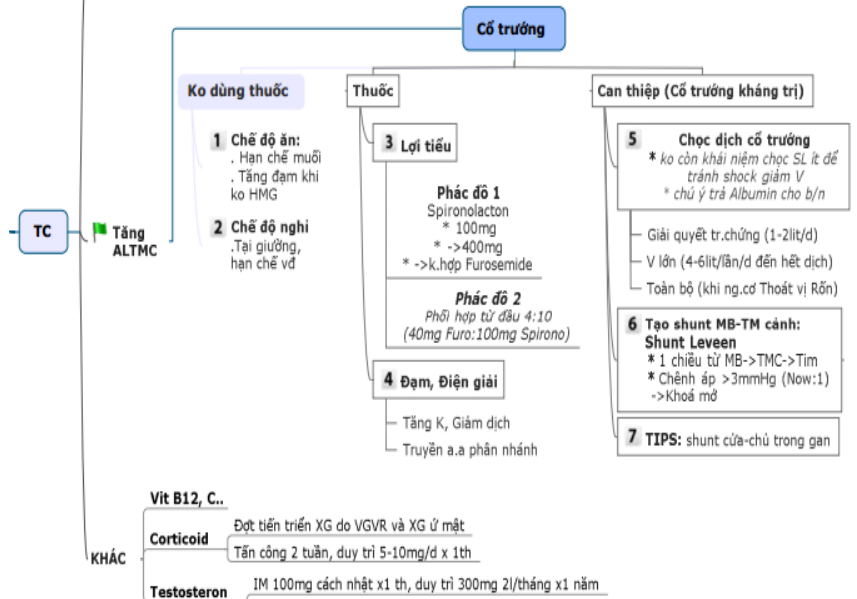 Cổ trướng
Ko dùng thuốc
1 Chế độ ăn:
. Hạn chế muối
. Tăng đạm khi
ko HMG
2 Chế độ nghi
.Tại giường,
hạn chế vđ
Thuốc
3 Lợi tiểu
Phác đồ 1
Spironolacton
* 100mg
* ->400mg
* ->k.hợp Furosemide
Phác đồ 2
Phối hợp từ đầu 4:10
(40mg Furo:100mg Spirono)
4 Đạm, Điện giải
Tăng K, Giảm dịch
Truyền a.a phân nhánh
Can thiệp (Cổ trướng kháng trị)
5 Chọc dịch cổ trướng
* ko còn khái niệm chọc SL ít để
tránh shock giảm V
* chú ý trả Albumin cho b/n
Giải quyết tr.chứng (1-2lit/d)
V lớn (4-6lit/lần/d đến hết dịch)
Toàn bộ (khi ng.cơ Thoát vị Rốn)
6 Tạo shunt MB-TM cảnh:
Shunt Leveen
* 1 chiều từ MB->TMC->Tim
* Chênh áp >3mmHg (Now:1)
->Khoá mở
7 TIPS: shunt cửa-chủ trong gan
TC
Tăng
ALTMC
KHÁC
Vit B12, C..
Corticoid
Đợt tiến triển XG do VGVR và XG ứ mật
Tấn công 2 tuần, duy trì 5-10mg/d x 1th
Testosteron
IM 100mg cách nhật x1 th, duy trì 300mg 2l/tháng x1 năm